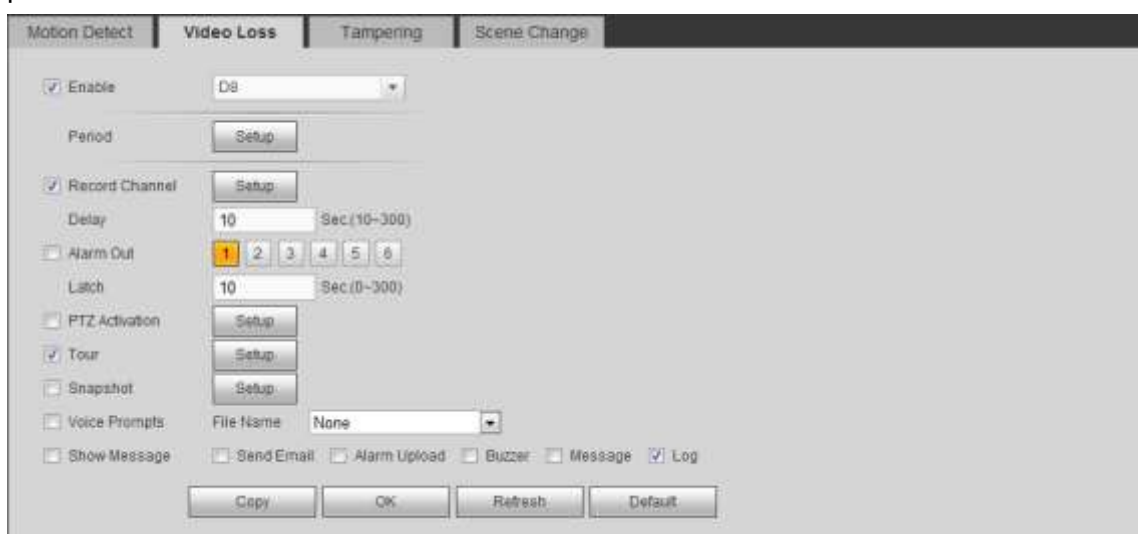 Motion Detect Video Loss Tampering Scene Change
Enable D8
Period Setup
Record Channel Setup
Delay 10 Sec.(10~300)
Alarm Out 1 2 3 4 5 6
Latch 10 Sec.(0~300)
PTZ Activation Setup
Tour Setup
Snapshot Setup
Voice Prompts File Name None
Show Message Send Email Alarm Upload Buzzer Message Log
Copy OK Refresh Default